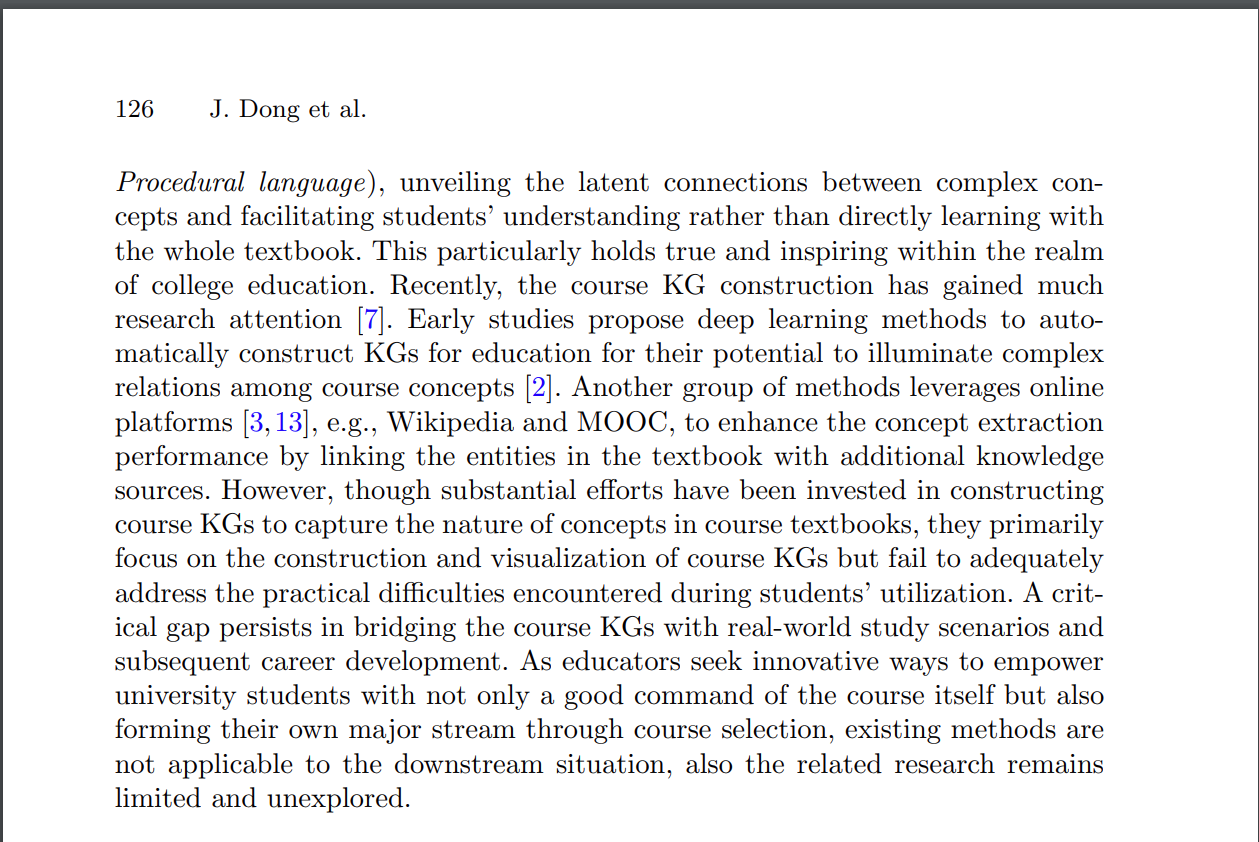 126 J. Dong et al.
Procedural language), unveiling the latent connections between complex con-
cepts and facilitating students’ understanding rather than directly learning with
the whole textbook. This particularly holds true and inspiring within the realm
of college education. Recently, the course KG construction has gained much
research attention [7]. Early studies propose deep learning methods to auto-
matically construct KGs for education for their potential to illuminate complex
relations among course concepts [2]. Another group of methods leverages online
platforms [3,13], e.g., Wikipedia and MOOC, to enhance the concept extraction
performance by linking the entities in the textbook with additional knowledge
sources. However, though substantial efforts have been invested in constructing
course KGs to capture the nature of concepts in course textbooks, they primarily
focus on the construction and visualization of course KGs but fail to adequately
address the practical difficulties encountered during students’ utilization. A crit-
ical gap persists in bridging the course KGs with real-world study scenarios and
subsequent career development. As educators seek innovative ways to empower
university students with not only a good command of the course itself but also
forming their own major stream through course selection, existing methods are
not applicable to the downstream situation, also the related research remains
limited and unexplored.